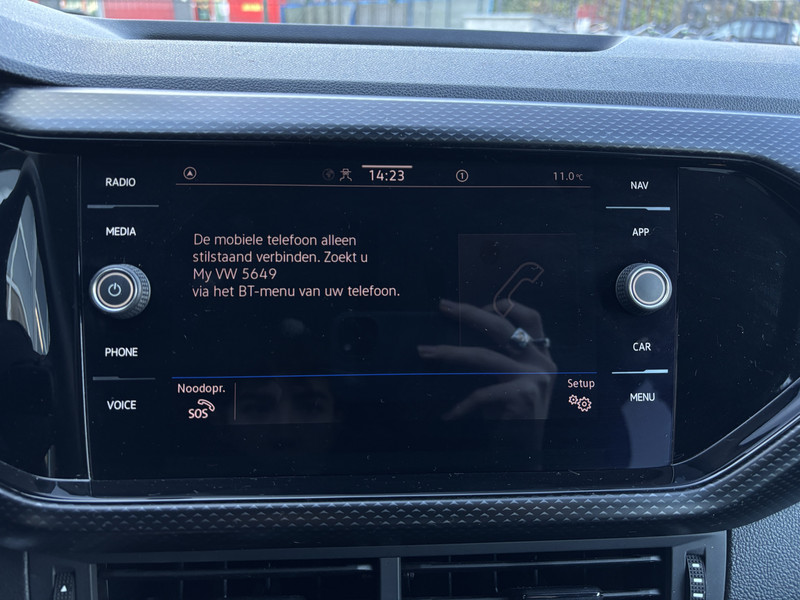 RADIO
14:23
1
11.0 °C
NAV
MEDIA
APP
De mobiele telefoon alleen
stilstaand verbinden. Zoekt u
My VW 5649
via het BT-menu van uw telefoon.
PHONE
CAR
Noodopr.
SOS
Setup
VOICE
MENU